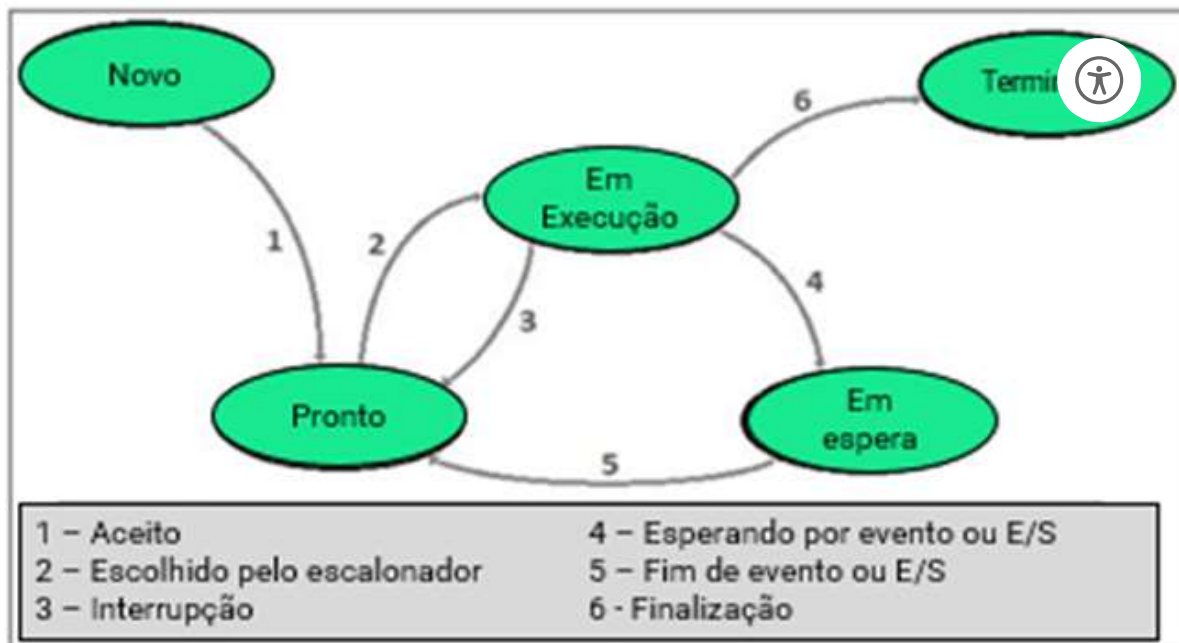 Novo
6
Em
Execução
1
2
3
4
Pronto
Em
espera
5
1 – Aceito
2 – Escolhido pelo escalonador
3 – Interrupção
4 – Esperando por evento ou E/S
5 – Fim de evento ou E/S
6 - Finalização